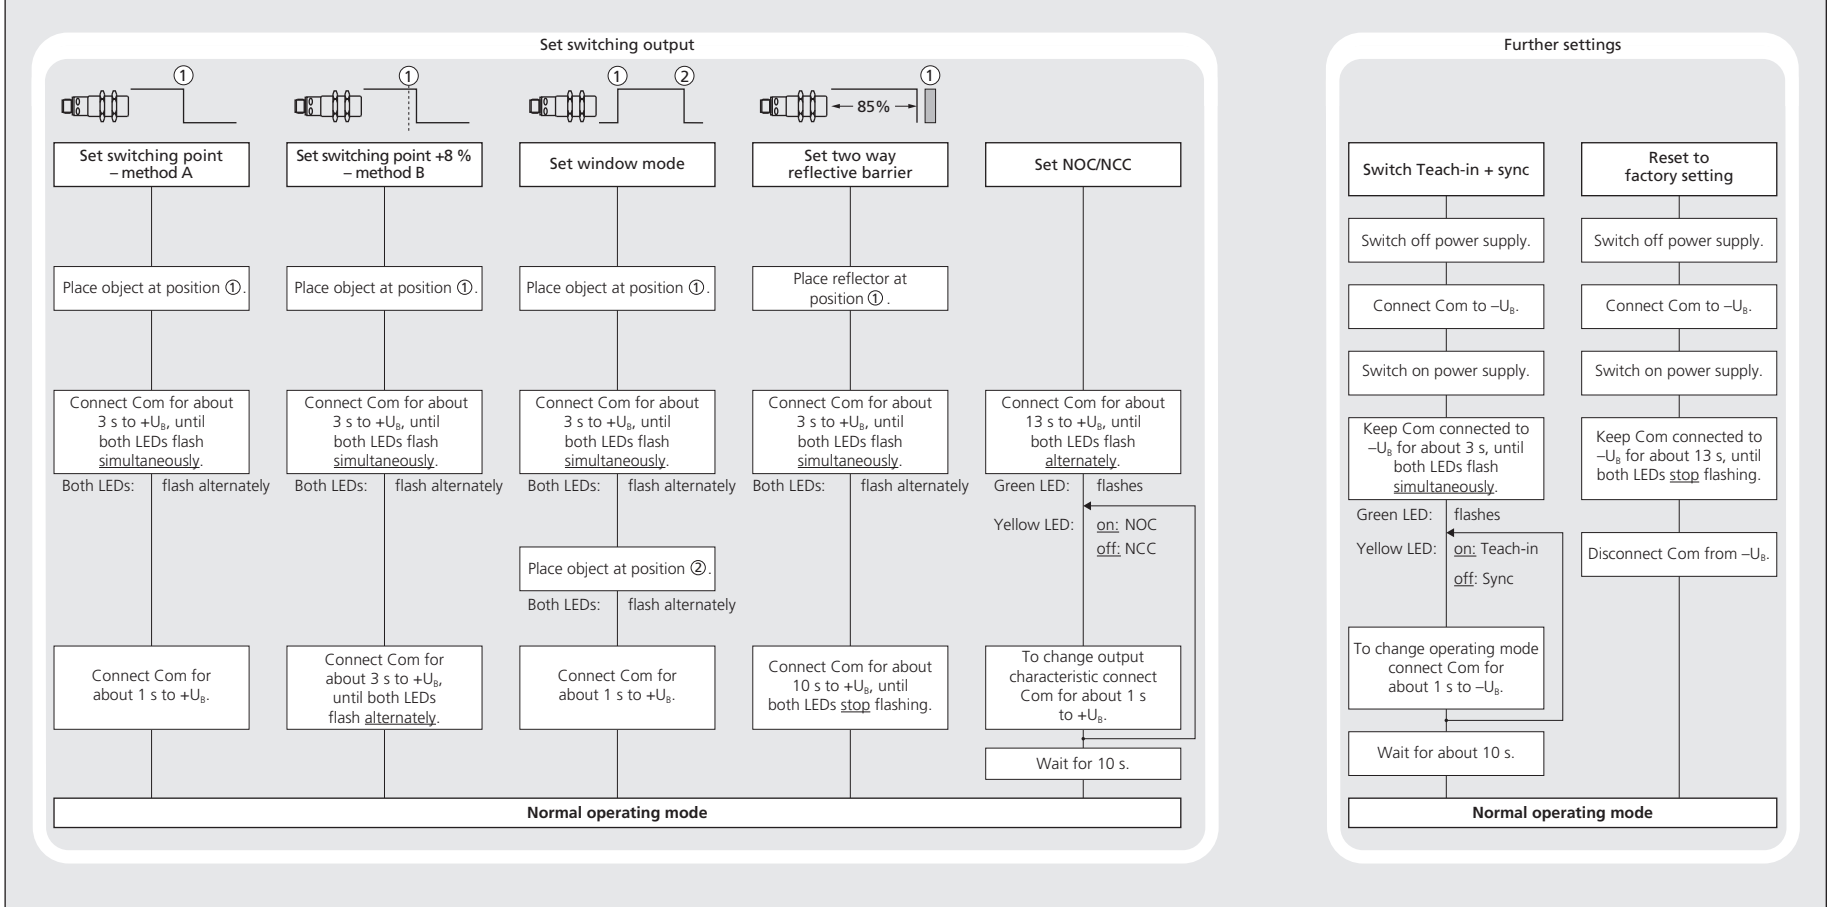 Set switching output
①
①
① ②
85%
①
Set switching point
– method A
Place object at position ①.
Connect Com for about
3 s to +UB, until
both LEDs flash
simultaneously.
Both LEDs: flash alternately
Connect Com for
about 1 s to +UB.
Set switching point +8 %
– method B
Place object at position ①.
Connect Com for about
3 s to +UB, until
both LEDs flash
simultaneously.
Both LEDs: flash alternately
Connect Com for
about 3 s to +UB,
until both LEDs
flash alternately.
Set window mode
Place object at position ①.
Connect Com for about
3 s to +UB, until
both LEDs flash
simultaneously.
Both LEDs: flash alternately
Place object at position ②.
Both LEDs: flash alternately
Connect Com for
about 1 s to +UB.
Set two way
reflective barrier
Place reflector at
position ① .
Connect Com for about
3 s to +UB, until
both LEDs flash
simultaneously.
Both LEDs: flash alternately
Connect Com for about
10 s to +UB, until
both LEDs stop flashing.
Set NOC/NCC
Connect Com for about
13 s to +UB, until
both LEDs flash
alternately.
Green LED: flashes
Yellow LED: on: NOC
off: NCC
To change output
characteristic connect
Com for about 1 s
to +UB.
Wait for 10 s.
Normal operating mode
Further settings
Switch Teach-in + sync
Switch off power supply.
Connect Com to –UB.
Switch on power supply.
Keep Com connected to
–UB for about 3 s, until
both LEDs flash
simultaneously.
Green LED: flashes
Yellow LED: on: Teach-in
off: Sync
To change operating mode
connect Com for
about 1 s to –UB.
Wait for about 10 s.
Reset to
factory setting
Switch off power supply.
Connect Com to –UB.
Switch on power supply.
Keep Com connected to
–UB for about 13 s, until
both LEDs stop flashing.
Disconnect Com from –UB.
Normal operating mode